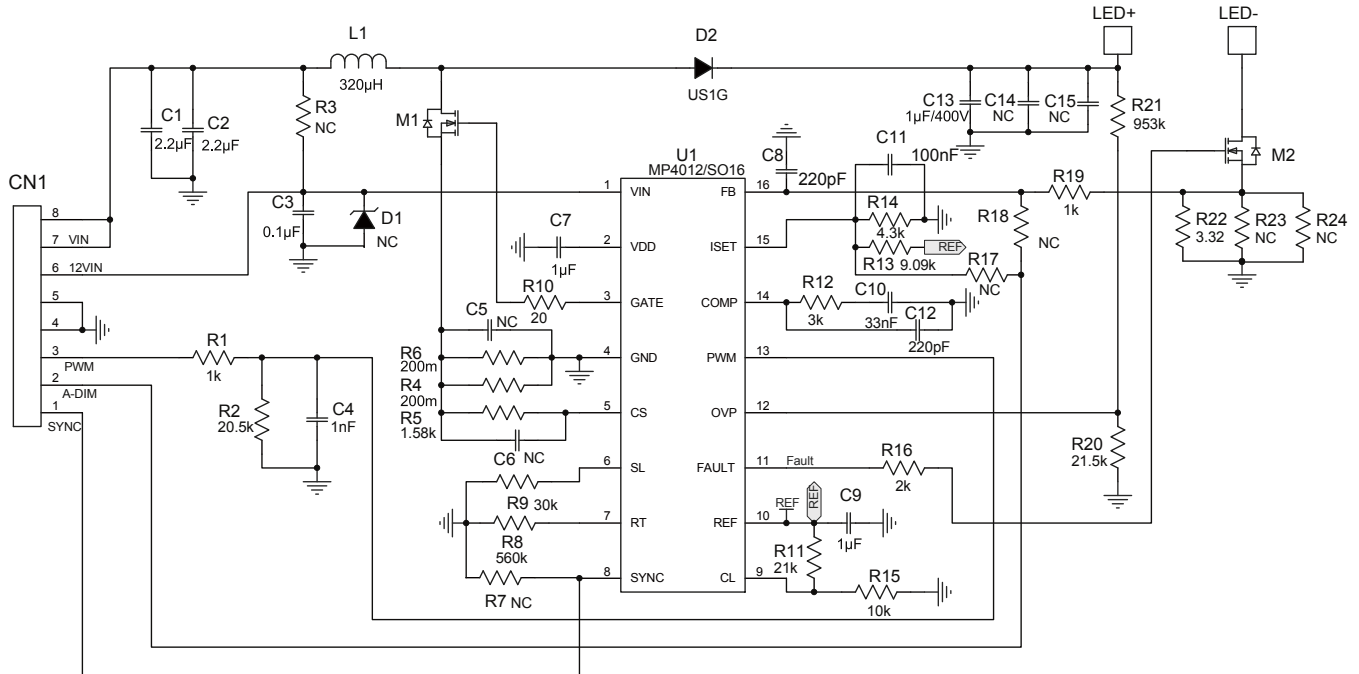 LED+
LED-
L1
320µH
D2
US1G
C1
2.2µF
C2
2.2µF
R3
NC
M1
C13
1µF/400V
C14
NC
C15
NC
R21
953k
M2
CN1
8
7
VIN
6
12VIN
5
4
3
PWM
2
A-DIM
1
SYNC
C3
0.1µF
D1
NC
C7
1µF
R10
20
C5
NC
R6
200m
R4
200m
R5
1.58k
C6
NC
R9
30k
R8
560k
R7
NC
R1
1k
R2
20.5k
C4
1nF
U1
MP4012/SO16
1
VIN
FB
16
2
VDD
ISET
15
3
GATE
COMP
14
4
GND
PWM
13
5
CS
OVP
12
6
SL
FAULT
11
Fault
7
RT
REF
10
8
SYNC
CL
9
C8
220pF
C11
100nF
R14
4.3k
R13
9.09k
REF
R17
NC
R18
NC
R19
1k
R22
3.32
R23
NC
R24
NC
R12
3k
C10
33nF
C12
220pF
R16
2k
R20
21.5k
REF
REF
C9
1µF
R11
21k
R15
10k